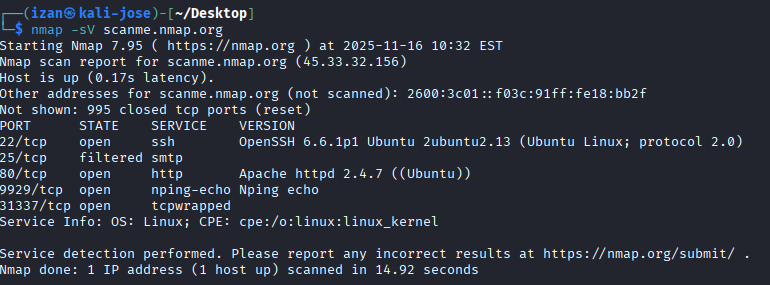 ┌──(izan㉿kali-jose)-[~/Desktop]
└─$ nmap -sV scanme.nmap.org
Starting Nmap 7.95 ( https://nmap.org ) at 2025-11-16 10:32 EST
Nmap scan report for scanme.nmap.org (45.33.32.156)
Host is up (0.17s latency).
Other addresses for scanme.nmap.org (not scanned): 2600:3c01::f03c:91ff:fe18:bb2f
Not shown: 995 closed tcp ports (reset)
PORT      STATE    SERVICE    VERSION
22/tcp    open     ssh        OpenSSH 6.6.1p1 Ubuntu 2ubuntu2.13 (Ubuntu Linux; protocol 2.0)
25/tcp    filtered smtp
80/tcp    open     http       Apache httpd 2.4.7 ((Ubuntu))
9929/tcp  open     nping-echo Nping echo
31337/tcp open     tcpwrapped
Service Info: OS: Linux; CPE: cpe:/o:linux:linux_kernel
Service detection performed. Please report any incorrect results at https://nmap.org/submit/ .
Nmap done: 1 IP address (1 host up) scanned in 14.92 seconds